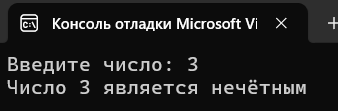 Консоль отладки Microsoft Vi
Введите число: 3
Число 3 является нечётным